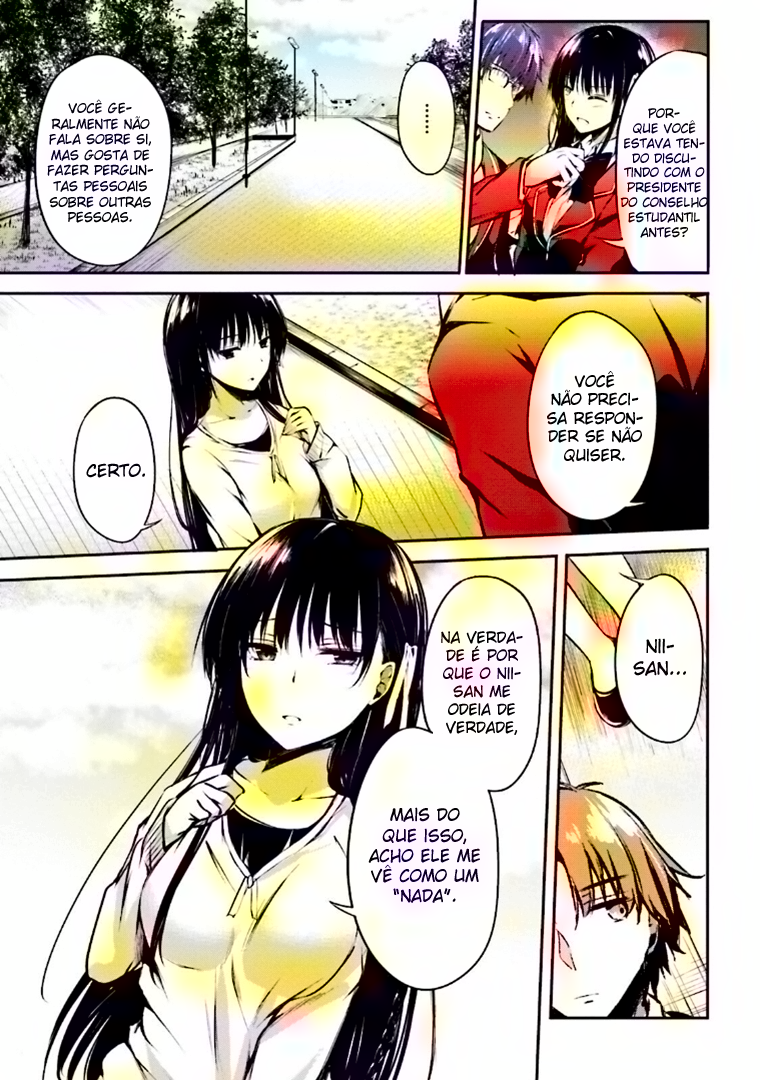 POR-
QUE VOCÊ
ESTAVA TEN-
DO DISCU-
TINDO COM O
PRESIDENTE
DO CONSELHO
ESTUDANTIL
ANTES?
......
VOCÊ GE-
RALMENTE NÃO
FALA SOBRE SI,
MAS GOSTA DE
FAZER PERGUN-
TAS PESSOAIS
SOBRE OUTRAS
PESSOAS.
VOCÊ
NÃO PRECI-
SA RESPON-
DER SE NÃO
QUISER.
CERTO.
NII-
SAN...
NA VERDA-
DE É POR
QUE O NII-
SAN ME
ODEIA DE
VERDADE,
MAIS DO
QUE ISSO,
ACHO ELE ME
VÊ COMO UM
"NADA".